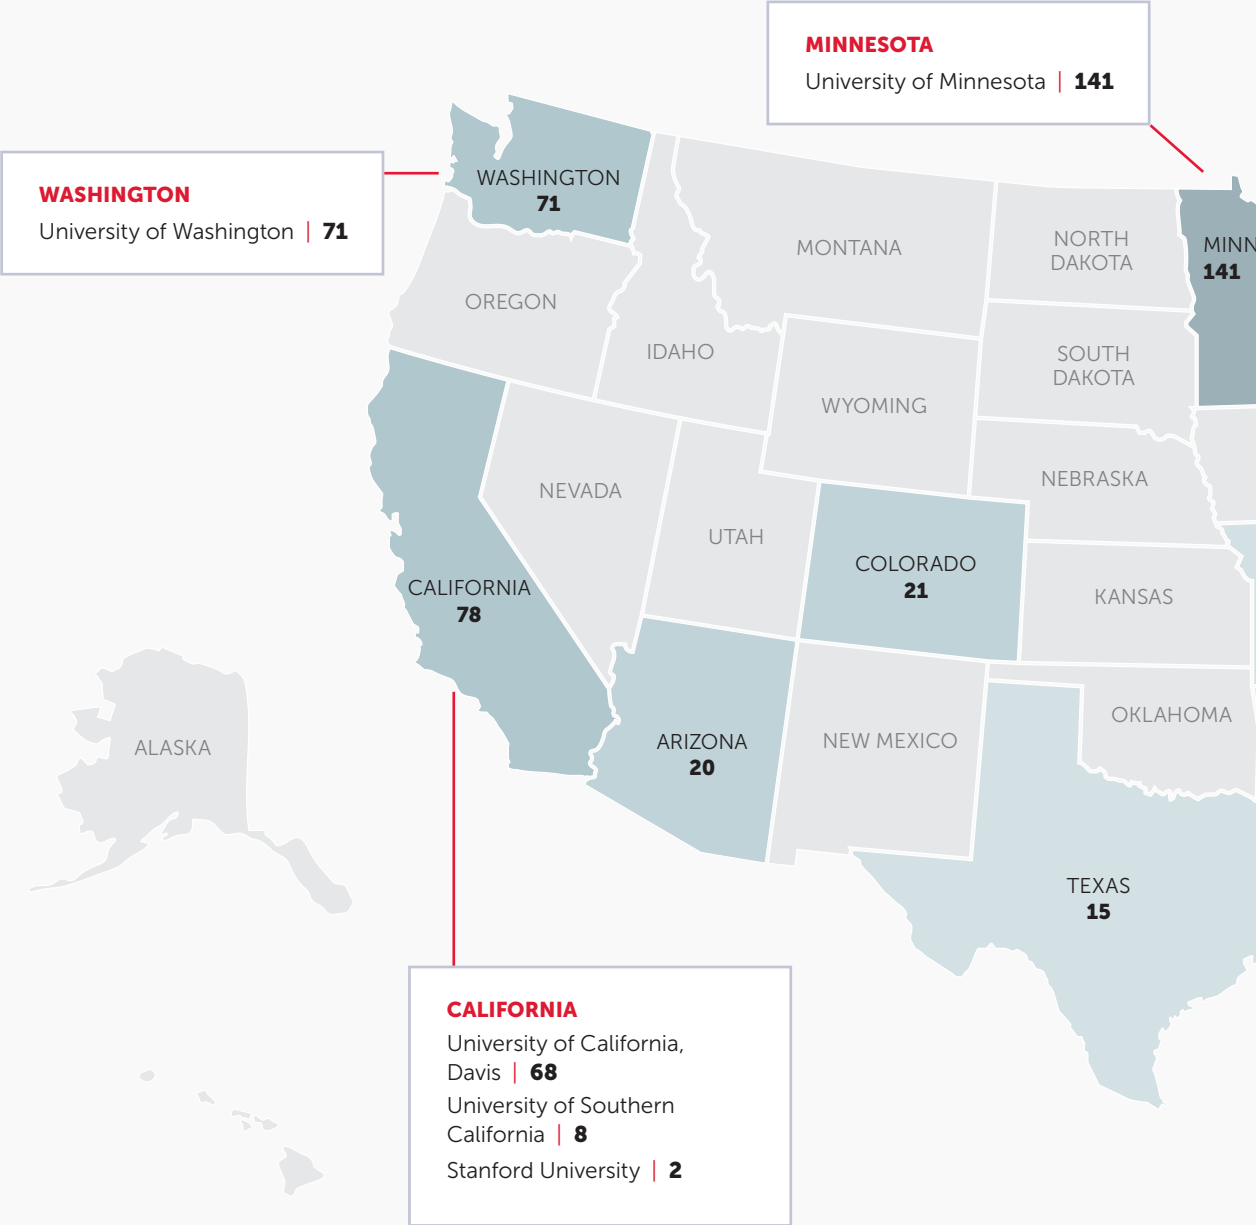 MINNESOTA
University of Minnesota | 141
WASHINGTON
University of Washington | 71
WASHINGTON
71
MONTANA
NORTH
DAKOTA
MINN
141
OREGON
IDAHO
SOUTH
DAKOTA
WYOMING
NEBRASKA
NEVADA
UTAH
COLORADO
21
KANSAS
CALIFORNIA
78
ALASKA
ARIZONA
20
NEW MEXICO
OKLAHOMA
TEXAS
15
CALIFORNIA
University of California,
Davis | 68
University of Southern
California | 8
Stanford University | 2